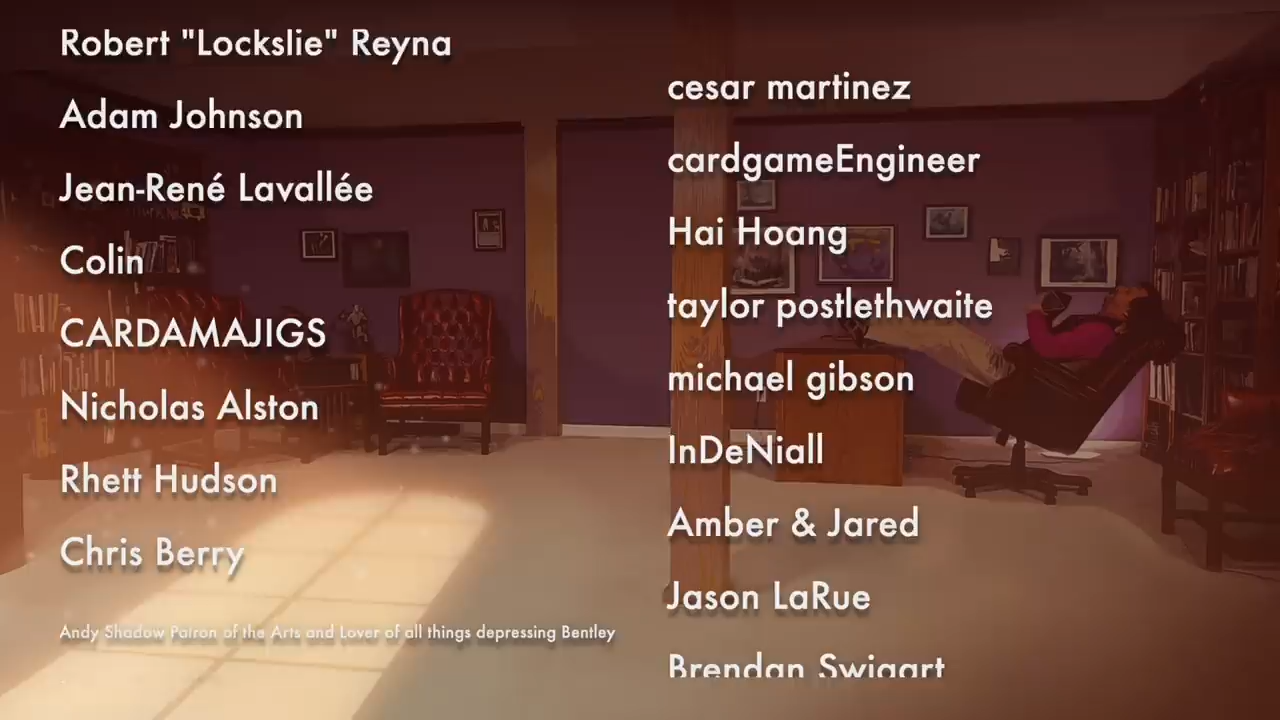 Robert "Lockslie" Reyna
Adam Johnson
Jean-René Lavallée
Colin
CARDAMAJIGS
Nicholas Alston
Rhett Hudson
Chris Berry
Andy Shadow Patron of the Arts and Lover of all things depressing Bentley
cesar martinez
cardgameEngineer
Hai Hoang
taylor postlethwaite
michael gibson
InDeNiall
Amber & Jared
Jason LaRue
Brendan Swigart